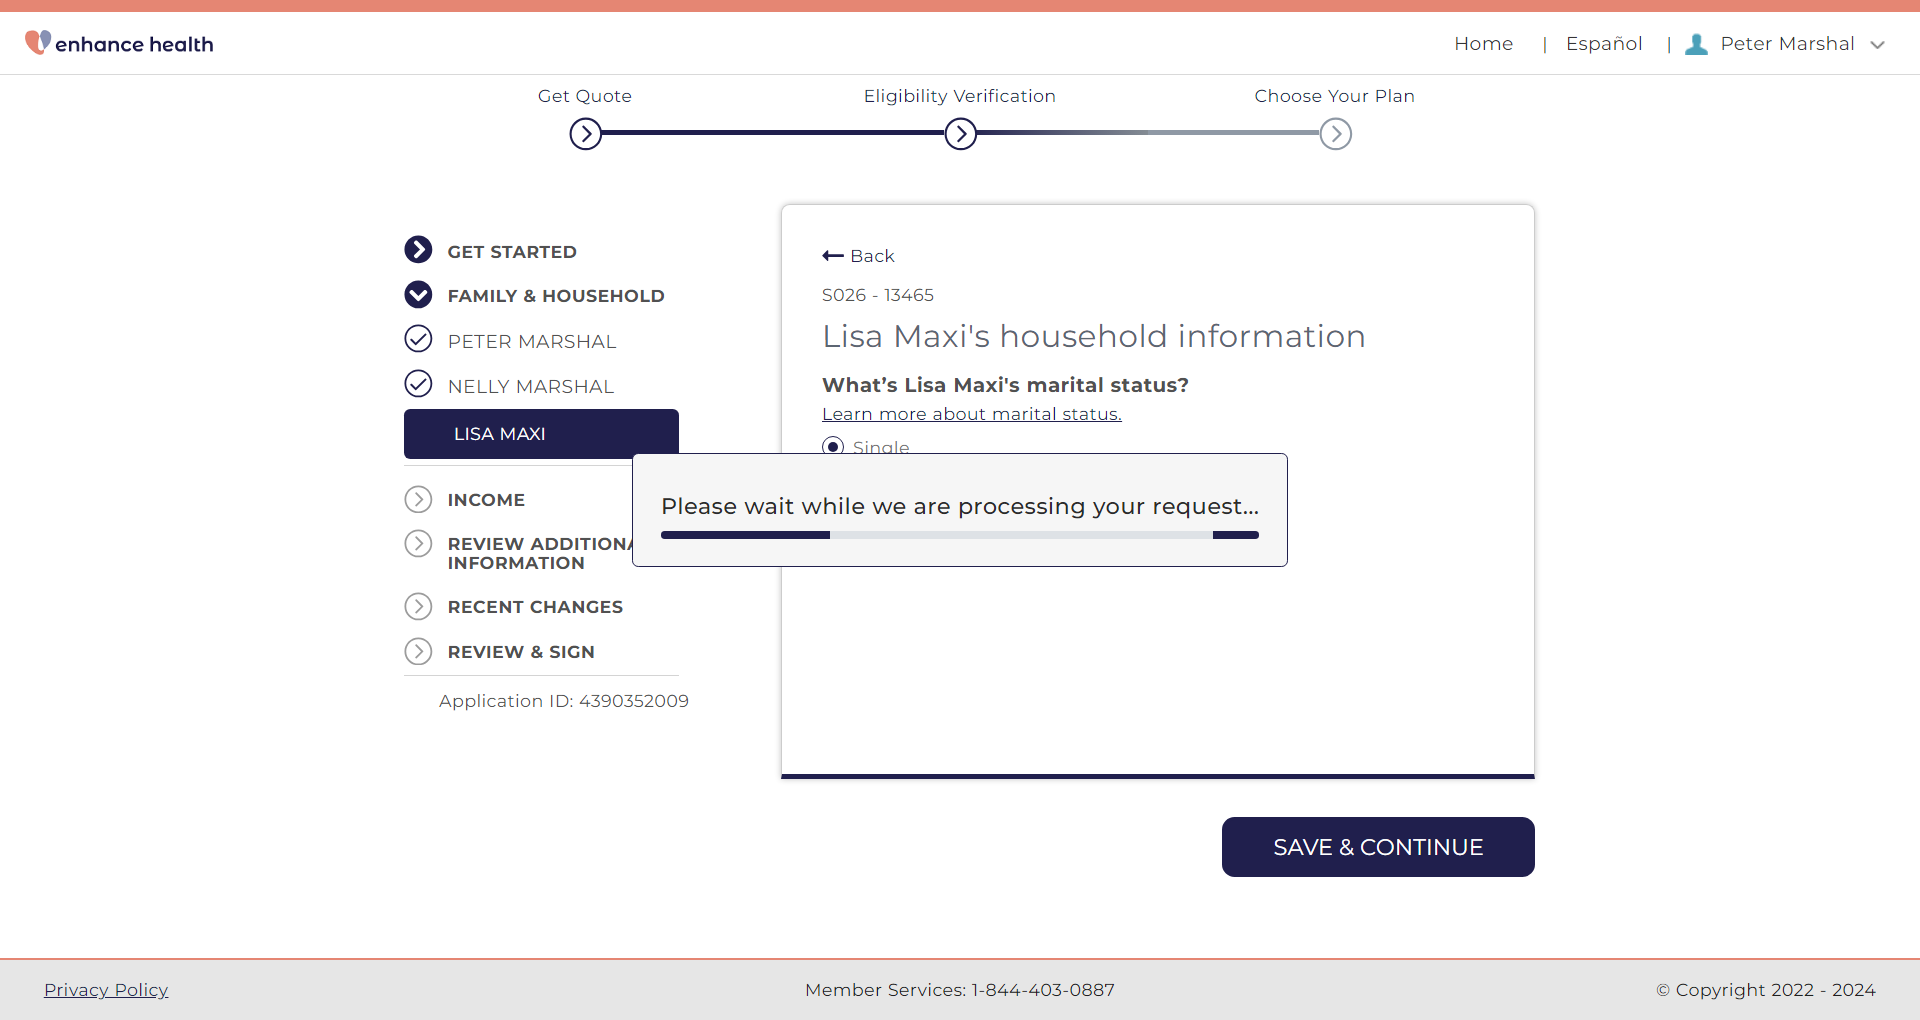 enhance health
Home | Español | Peter Marshal
Get Quote
Eligibility Verification
Choose Your Plan
GET STARTED
FAMILY & HOUSEHOLD
PETER MARSHAL
NELLY MARSHAL
LISA MAXI
INCOME
REVIEW ADDITIONA
INFORMATION
RECENT CHANGES
REVIEW & SIGN
Application ID: 4390352009
Back
S026 - 13465
Lisa Maxi's household information
What’s Lisa Maxi's marital status?
Learn more about marital status.
Single
Please wait while we are processing your request...
SAVE & CONTINUE
Privacy Policy
Member Services: 1-844-403-0887
© Copyright 2022 - 2024